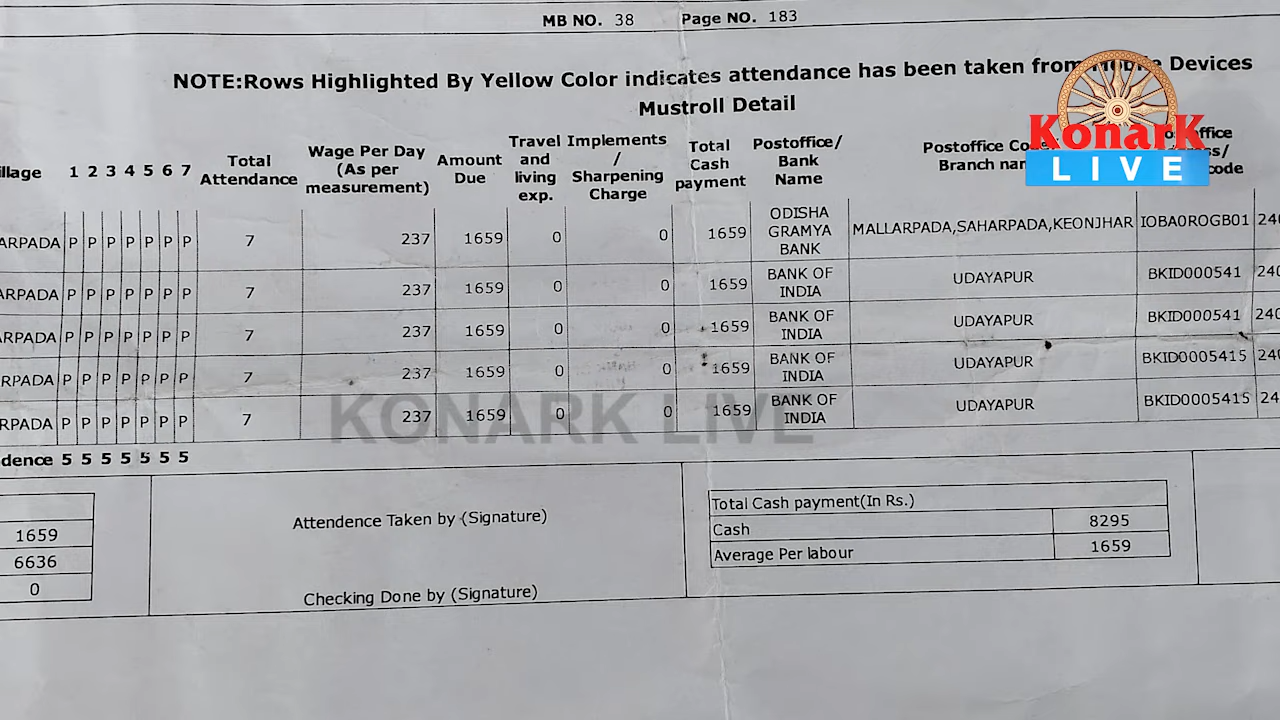 MB NO. 38 Page NO. 183
NOTE:Rows Highlighted By Yellow Color indicates attendance has been taken from Devices
Mustroll Detail
KonarK
LIVE
illage 1 2 3 4 5 6 7 Total Attendance Wage Per Day (As per measurement) Amount Due Travel and living exp. Implements / Sharpening Charge Total Cash payment Postoffice/ Bank Name Postoffice Branch
ARPADA P P P P P P P 7 237 1659 0 0 1659 ODISHA GRAMYA BANK MALLARPADA,SAHARPADA,KEONJHAR IOBA0ROGB01 240
ARPADA P P P P P P P 7 237 1659 0 0 1659 BANK OF INDIA UDAYAPUR BKID000541 240
ARPADA P P P P P P P 7 237 1659 0 0 1659 BANK OF INDIA UDAYAPUR BKID000541 240
RPADA P P P P P P P 7 237 1659 0 0 1659 BANK OF INDIA UDAYAPUR BKID0005415 240
RPADA P P P P P P P 7 237 1659 0 0 1659 BANK OF INDIA UDAYAPUR BKID0005415 24
KONARK LIVE
dence 5 5 5 5 5 5 5
1659
6636
0
Attendence Taken by (Signature)
Checking Done by (Signature)
Total Cash payment(In Rs.)
Cash 8295
Average Per labour 1659